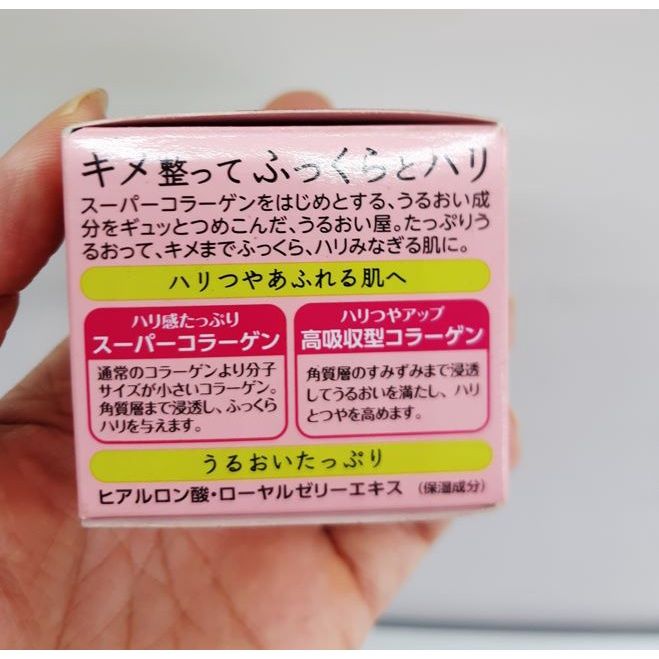 キメ整って ふっくらとハリ
スーパーコラーゲンをはじめとする、うるおい成
分をギュッとつめこんだ、うるおい屋。たっぷりう
るおって、キメまでふっくら、ハリみなぎる肌に。
ハリつやあふれる肌へ
ハリ感たっぷり
スーパーコラーゲン
通常のコラーゲンより分子
サイズが小さいコラーゲン。
角質層まで浸透し、ふっくら
ハリを与えます。
ハリつやアップ
高吸収型コラーゲン
角質層のすみずみまで浸透
してうるおいを満たし、ハリ
とつやを高めます。
うるおいたっぷり
ヒアルロン酸・ローヤルゼリーエキス (保湿成分)